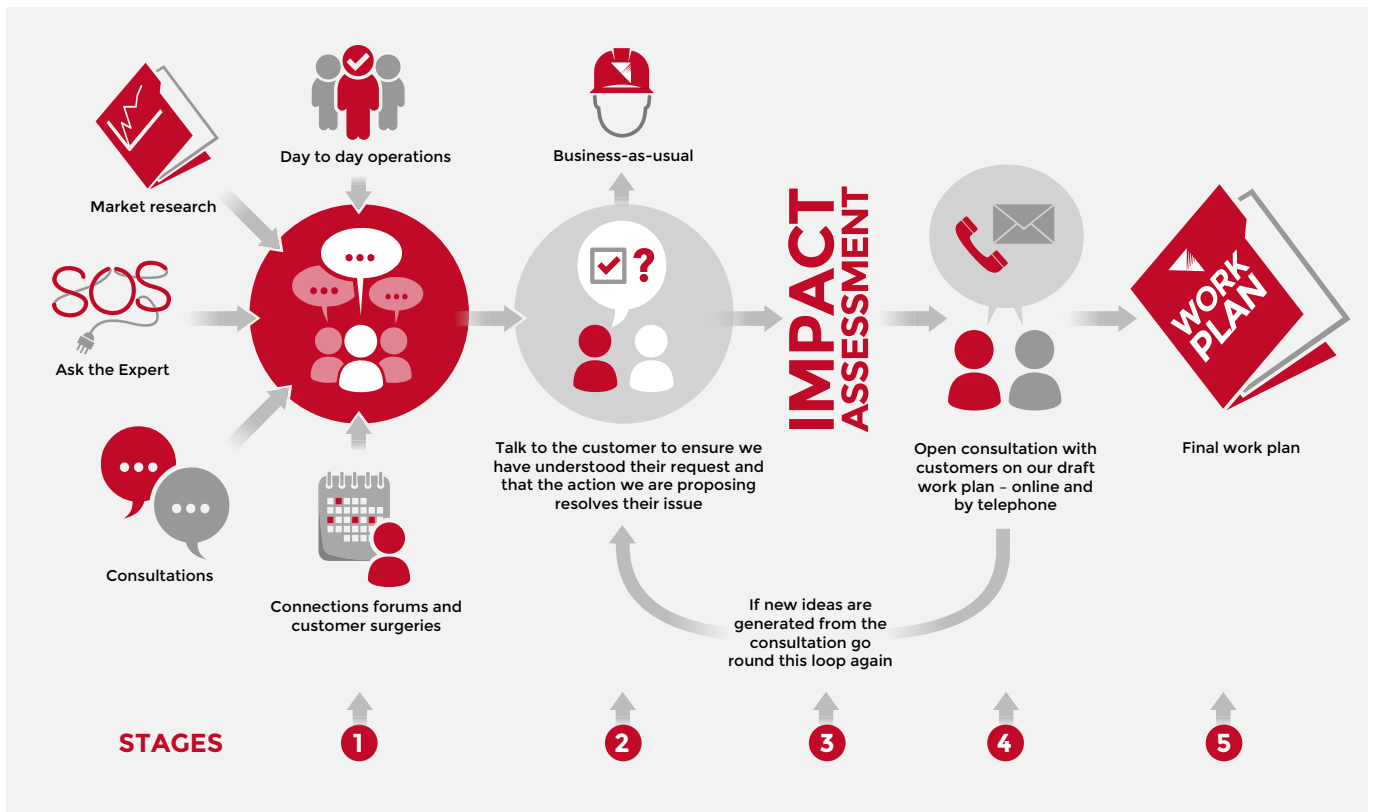 Day to day operations
Business-as-usual
Market research
SOS
Ask the Expert
Consultations
Connections forums and
customer surgeries
Talk to the customer to ensure we
have understood their request and
that the action we are proposing
resolves their issue
IMPACT
ASSESSMENT
Open consultation with
customers on our draft
work plan – online and
by telephone
WORK
PLAN
Final work plan
If new ideas are
generated from the
consultation go
round this loop again
STAGES
1
2
3
4
5